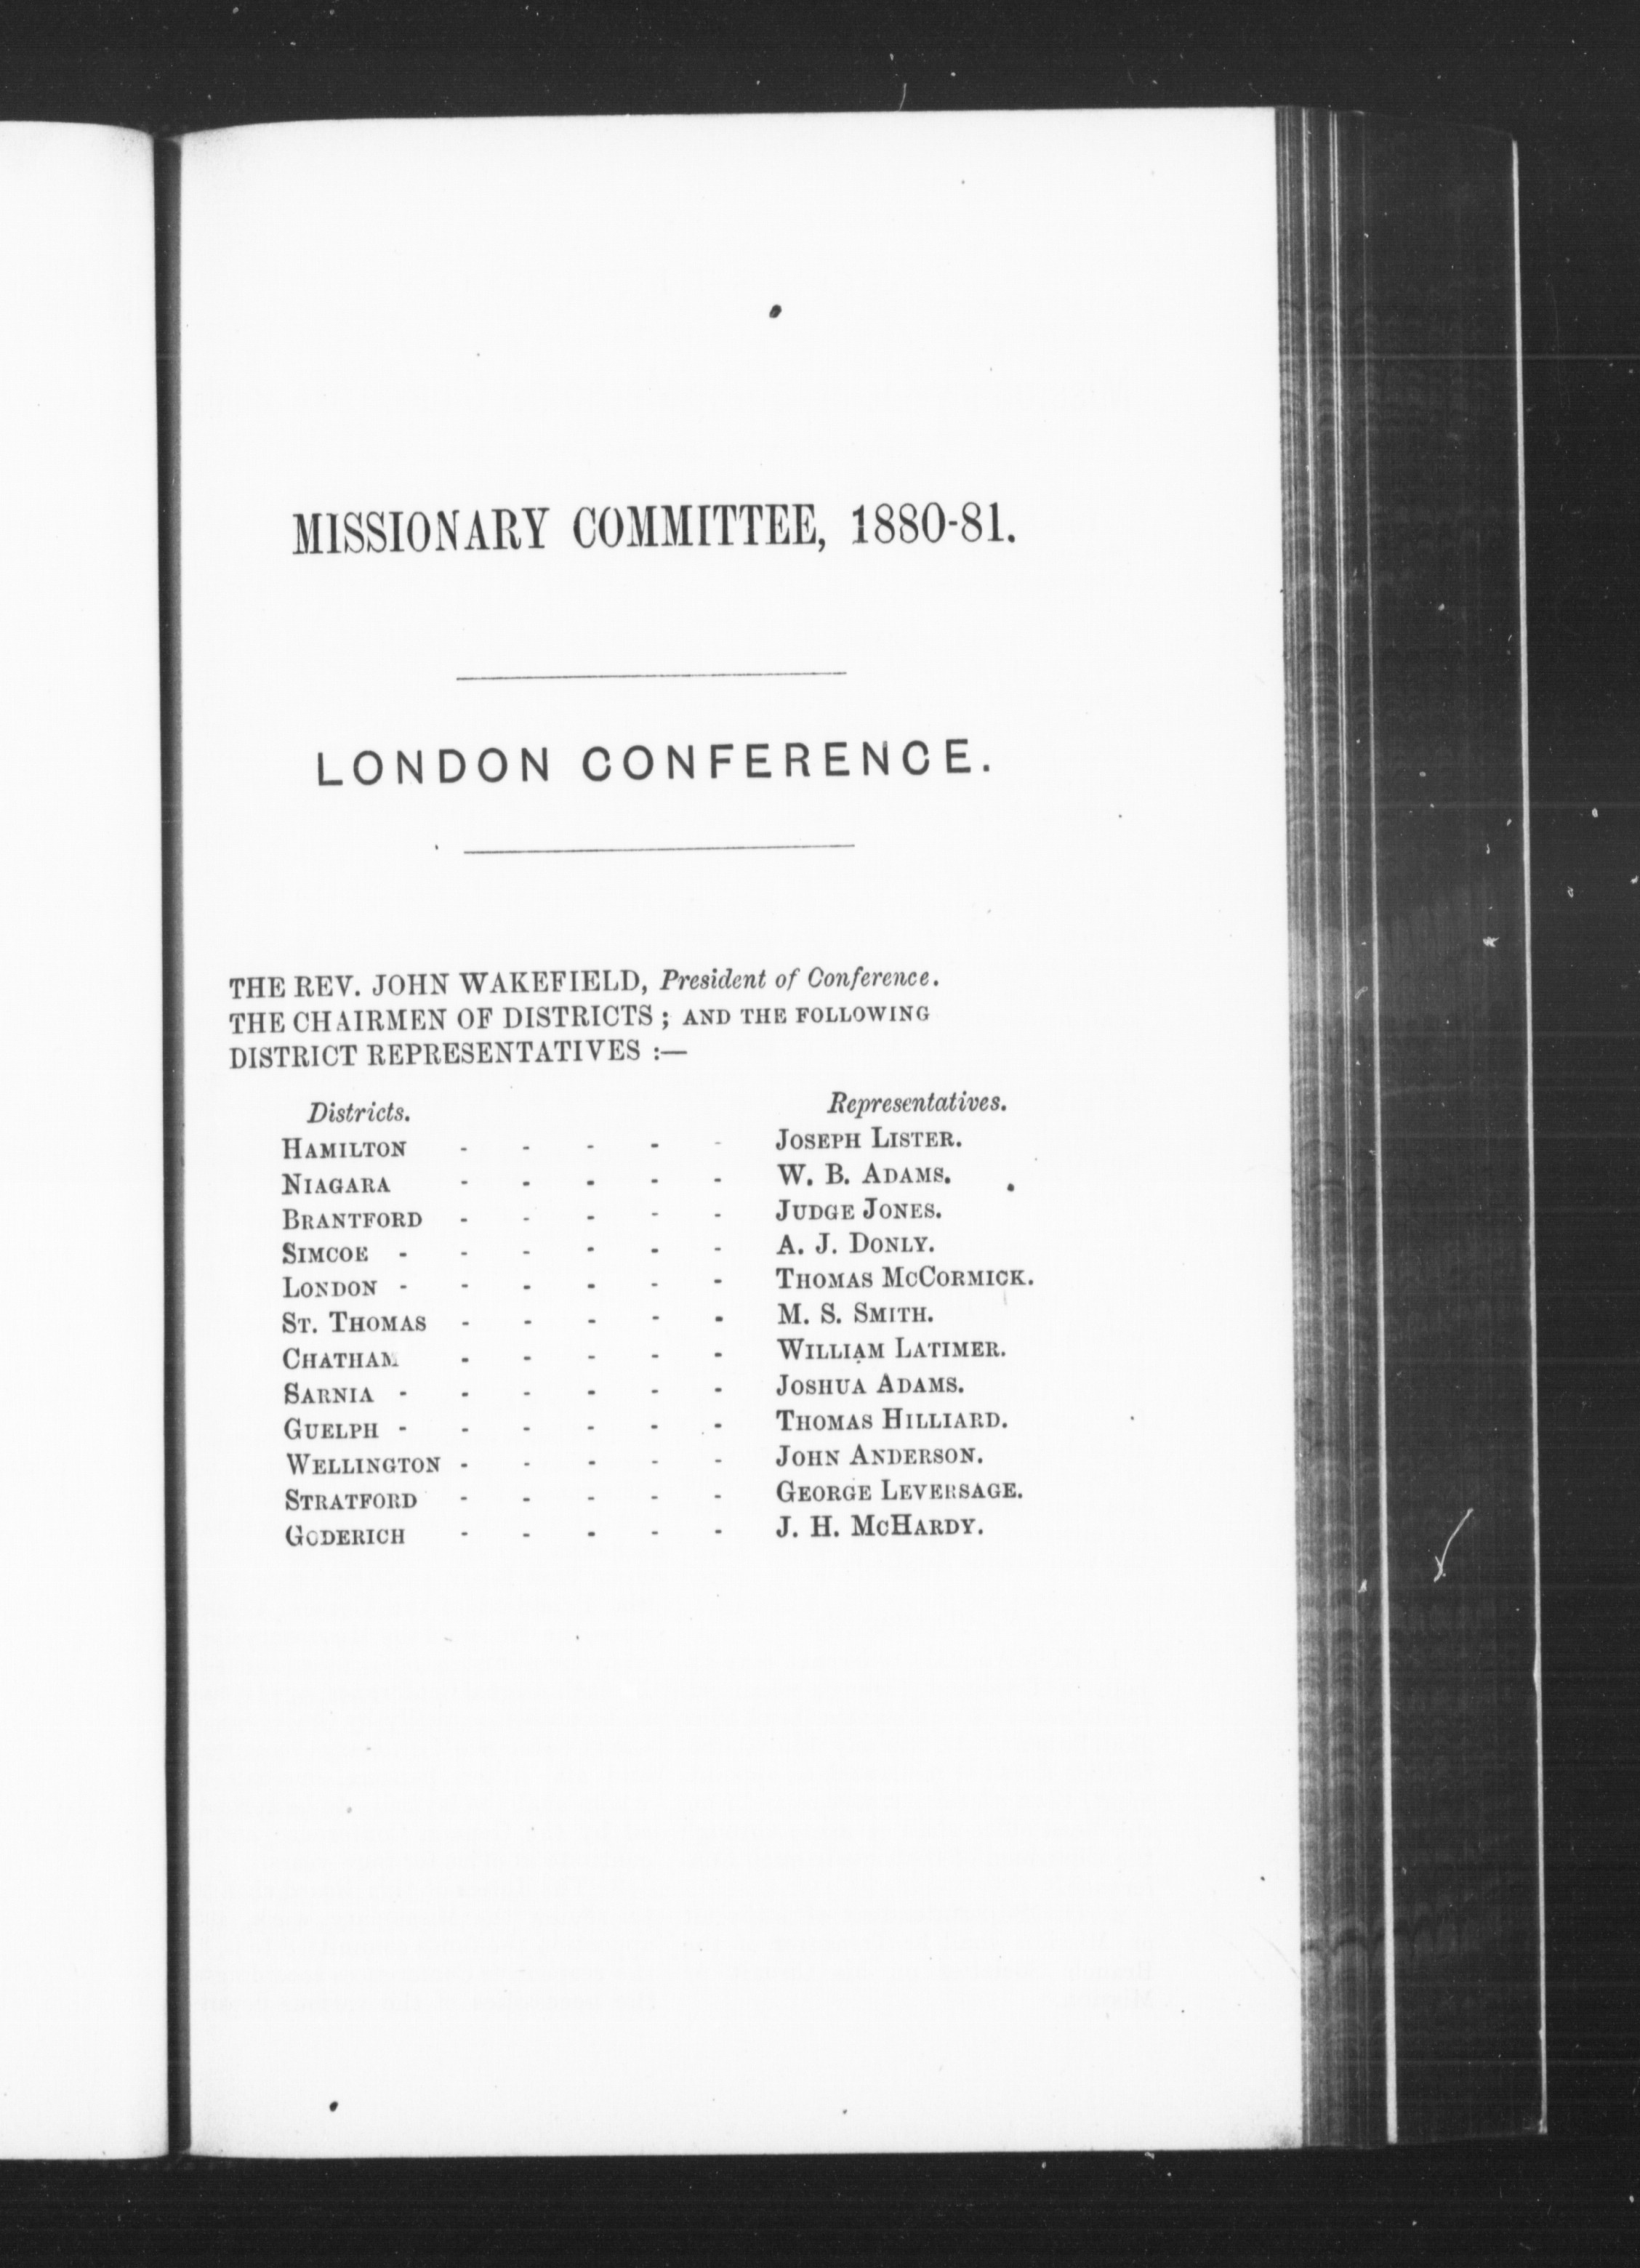 MISSIONARY COMMITTEE, 1880-81.
LONDON CONFERENCE.
THE REV. JOHN WAKEFIELD, President of Conference.
THE CHAIRMEN OF DISTRICTS ; AND THE FOLLOWING
DISTRICT REPRESENTATIVES :—
Districts. Representatives.
HAMILTON - - - - - JOSEPH LISTER.
NIAGARA - - - - - W. B. ADAMS.
BRANTFORD - - - - - JUDGE JONES.
SIMCOE - - - - - - A. J. DONLY.
LONDON - - - - - - THOMAS MCCORMICK.
ST. THOMAS - - - - - M. S. SMITH.
CHATHAM - - - - - WILLIAM LATIMER.
SARNIA - - - - - - JOSHUA ADAMS.
GUELPH - - - - - - THOMAS HILLIARD.
WELLINGTON - - - - - JOHN ANDERSON.
STRATFORD - - - - - GEORGE LEVERSAGE.
GODERICH - - - - - J. H. MCHARDY.